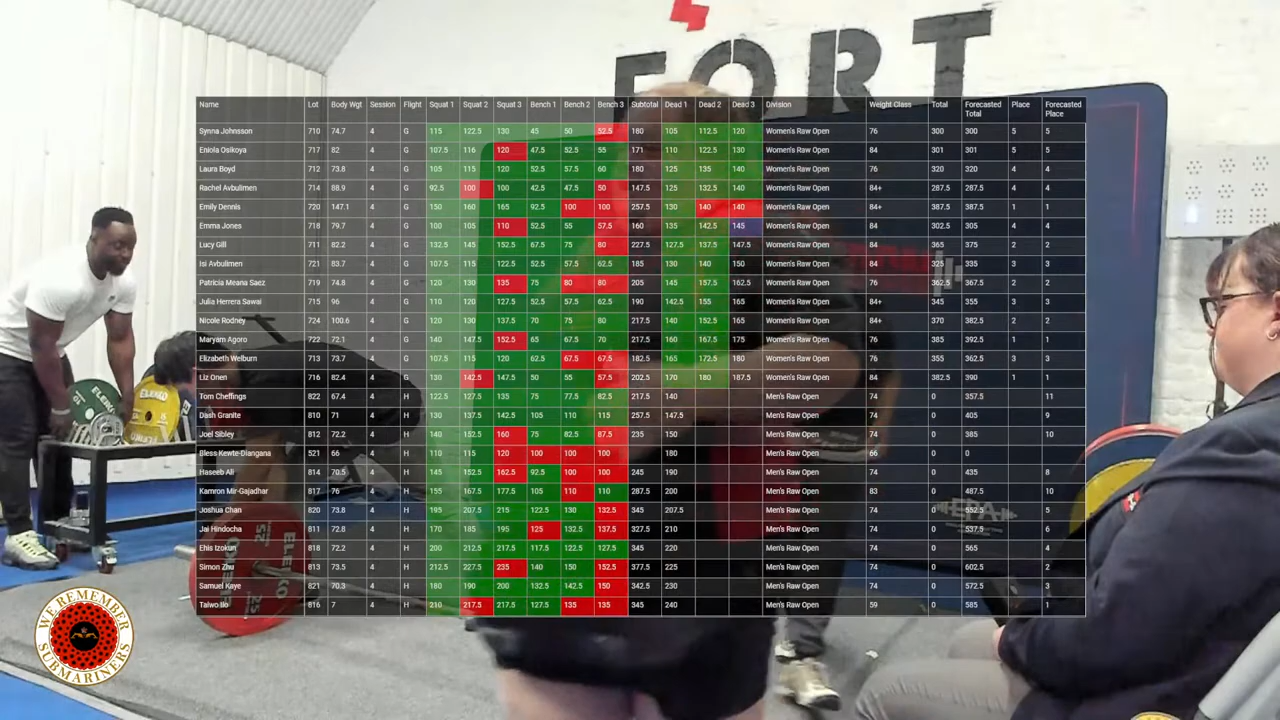 FORT
Name Lot Body Wgt Session Flight Squat 1 Squat 2 Squat 3 Bench 1 Bench 2 Bench 3 Subtotal Dead 1 Dead 2 Dead 3 Division Weight Class Total Forecasted Total Place Forecasted Place
Synna Johnsson 710 74.7 4 G 115 122.5 130 45 50 52.5 180 105 112.5 120 Women's Raw Open 76 300 300 5 5
Eniola Osikoya 717 82 4 G 107.5 116 120 47.5 52.5 55 171 110 122.5 130 Women's Raw Open 84 301 301 5 5
Laura Boyd 712 73.8 4 G 105 115 120 52.5 57.5 60 180 125 135 140 Women's Raw Open 76 320 320 4 4
Rachel Avbulimen 714 88.9 4 G 92.5 100 100 42.5 47.5 50 147.5 125 132.5 140 Women's Raw Open 84+ 287.5 287.5 4 4
Emily Dennis 720 147.1 4 G 150 160 165 92.5 100 100 257.5 130 140 140 Women's Raw Open 84+ 387.5 387.5 1 1
Emma Jones 718 79.7 4 G 100 105 110 52.5 55 57.5 160 135 142.5 145 Women's Raw Open 84 302.5 305 4 4
Lucy Gill 711 82.2 4 G 132.5 145 152.5 67.5 75 80 227.5 127.5 137.5 147.5 Women's Raw Open 84 365 375 2 2
Isi Avbulimen 721 83.7 4 G 107.5 115 122.5 52.5 57.5 62.5 185 130 140 150 Women's Raw Open 84 325 335 3 3
Patricia Meana Saez 719 74.8 4 G 120 130 135 75 80 80 205 145 157.5 162.5 Women's Raw Open 76 362.5 367.5 2 2
Julia Herrera Sawai 715 96 4 G 110 120 127.5 52.5 57.5 62.5 190 142.5 155 165 Women's Raw Open 84+ 345 355 3 3
Nicole Rodney 724 100.6 4 G 120 130 137.5 70 75 80 217.5 140 152.5 165 Women's Raw Open 84+ 370 382.5 2 2
Maryam Agoro 722 72.1 4 G 140 147.5 152.5 65 67.5 70 217.5 160 167.5 175 Women's Raw Open 76 385 392.5 1 1
Elizabeth Welburn 713 73.7 4 G 107.5 115 120 62.5 67.5 67.5 182.5 165 172.5 180 Women's Raw Open 76 355 362.5 3 3
Liz Onen 716 82.4 4 G 130 142.5 147.5 50 55 57.5 202.5 170 180 187.5 Women's Raw Open 84 382.5 390 1 1
Tom Cheffings 822 67.4 4 H 122.5 127.5 135 75 77.5 82.5 217.5 140 Men's Raw Open 74 0 357.5 11
Dash Granite 810 71 4 H 130 137.5 142.5 105 110 115 257.5 147.5 Men's Raw Open 74 0 405 9
Joel Sibley 812 72.2 4 H 140 152.5 160 75 82.5 87.5 235 150 Men's Raw Open 74 0 385 10
Bless Kewte-Diangana 521 66 4 H 110 115 120 100 100 100 180 Men's Raw Open 66 0 0
Haseeb Ali 814 70.5 4 H 145 152.5 162.5 92.5 100 100 245 190 Men's Raw Open 74 0 435 8
Kamron Mir-Gajadhar 817 76 4 H 155 167.5 177.5 105 110 110 287.5 200 Men's Raw Open 83 0 487.5 10
Joshua Chan 820 73.8 4 H 195 207.5 215 122.5 130 132.5 345 207.5 Men's Raw Open 74 0 552.5 5
Jai Hindocha 811 72.8 4 H 170 185 195 125 132.5 137.5 327.5 210 Men's Raw Open 74 0 537.5 6
Ehis Izokun 818 72.2 4 H 200 212.5 217.5 117.5 122.5 127.5 345 220 Men's Raw Open 74 0 565 4
Simon Zhu 813 73.5 4 H 212.5 227.5 235 140 150 152.5 377.5 225 Men's Raw Open 74 0 602.5 2
Samuel Kaye 821 70.3 4 H 180 190 200 132.5 142.5 150 342.5 230 Men's Raw Open 74 0 572.5 3
Taiwo Ilo 816 7 4 H 210 217.5 217.5 127.5 135 135 345 240 Men's Raw Open 59 0 585 1
ELEIKO
WE REMEMBER
SUBMARINERS
EPA